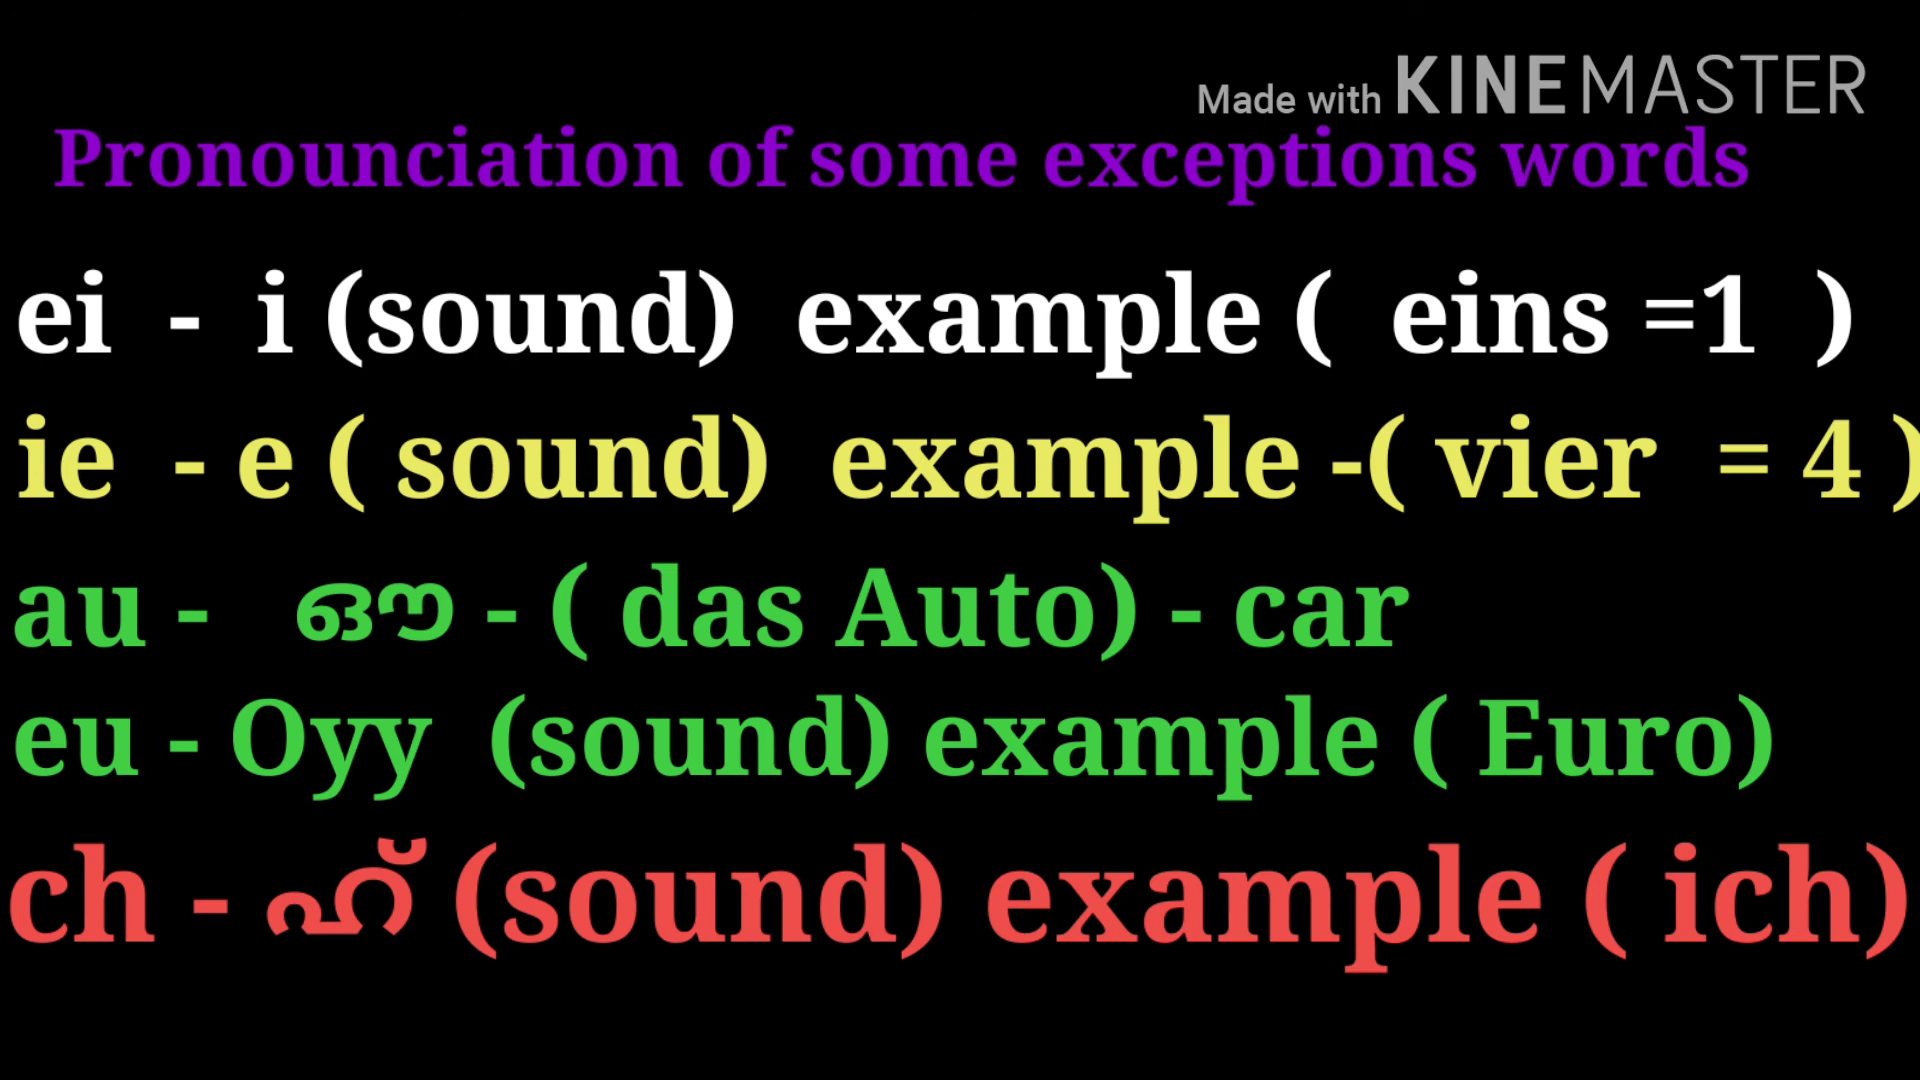 Made with KINEMASTER
Pronounciation of some exceptions words
ei - i (sound) example ( eins =1 )
ie - e ( sound) example -( vier = 4 )
au - ഔ - ( das Auto) - car
eu - Oyy (sound) example ( Euro)
ch - ഹ് (sound) example ( ich)